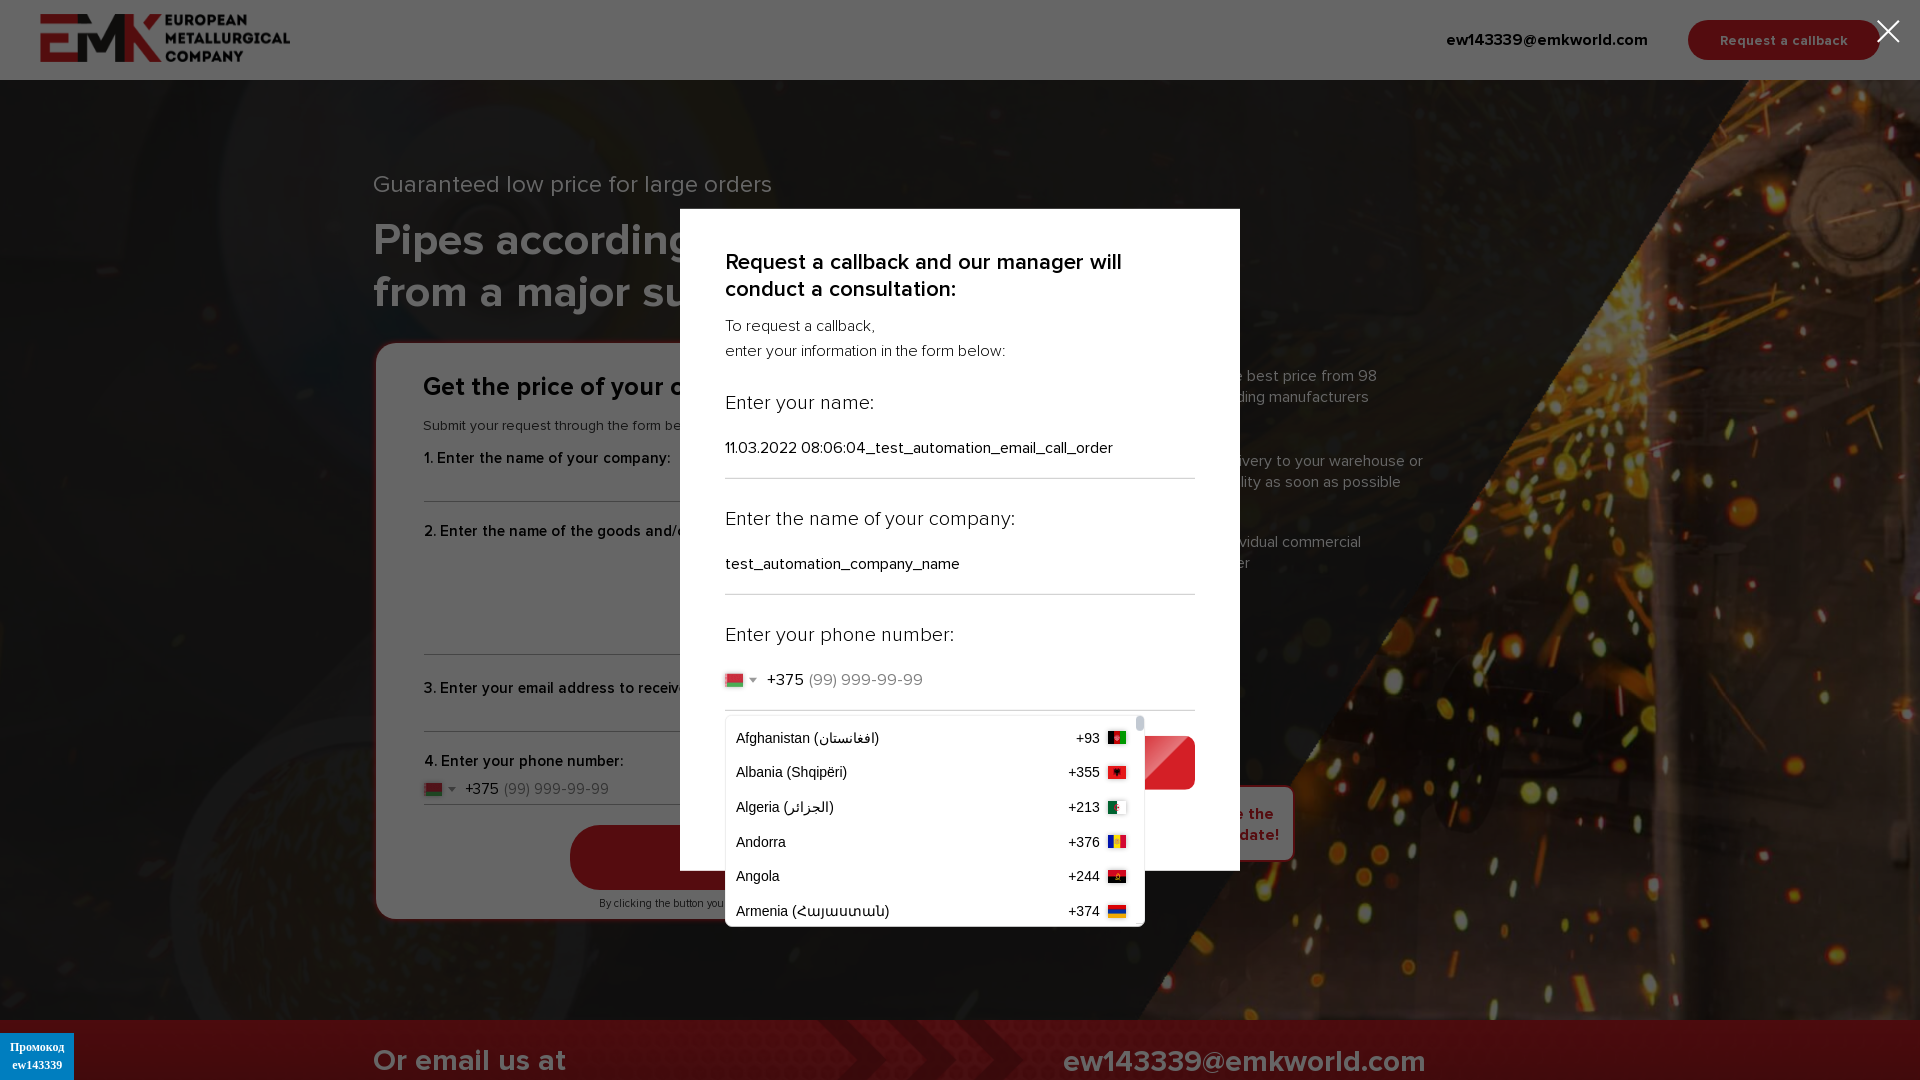 EUROPEAN
METALLURGICAL
COMPANY
EMK
ew143339@emkworld.com
Request a callback
Guaranteed low price for large orders
Pipes according
from a major su
Get the price of your o
Submit your request through the form be
1. Enter the name of your company:
2. Enter the name of the goods and/o
3. Enter your email address to receive
4. Enter your phone number:
+375 (99) 999-99-99
By clicking the button you
Request a callback and our manager will
conduct a consultation:
To request a callback,
enter your information in the form below:
Enter your name:
11.03.2022 08:06:04_test_automation_email_call_order
Enter the name of your company:
test_automation_company_name
Enter your phone number:
+375 (99) 999-99-99
Afghanistan (‫افغانستان‬‎) +93
Albania (Shqipëri) +355
Algeria (‫الجزائر‬‎) +213
Andorra +376
Angola +244
Armenia (Հայաստան) +374
best price from 98
ding manufacturers
ivery to your warehouse or
ility as soon as possible
vidual commercial
er
e the
date!
Or email us at
ew143339@emkworld.com
Промокод
ew143339